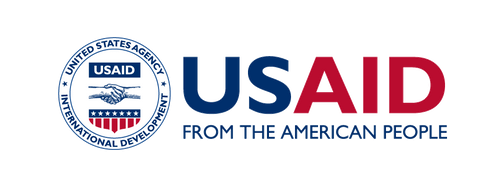 UNITED STATES AGENCY
USAID
INTERNATIONAL DEVELOPMENT
USAID
FROM THE AMERICAN PEOPLE